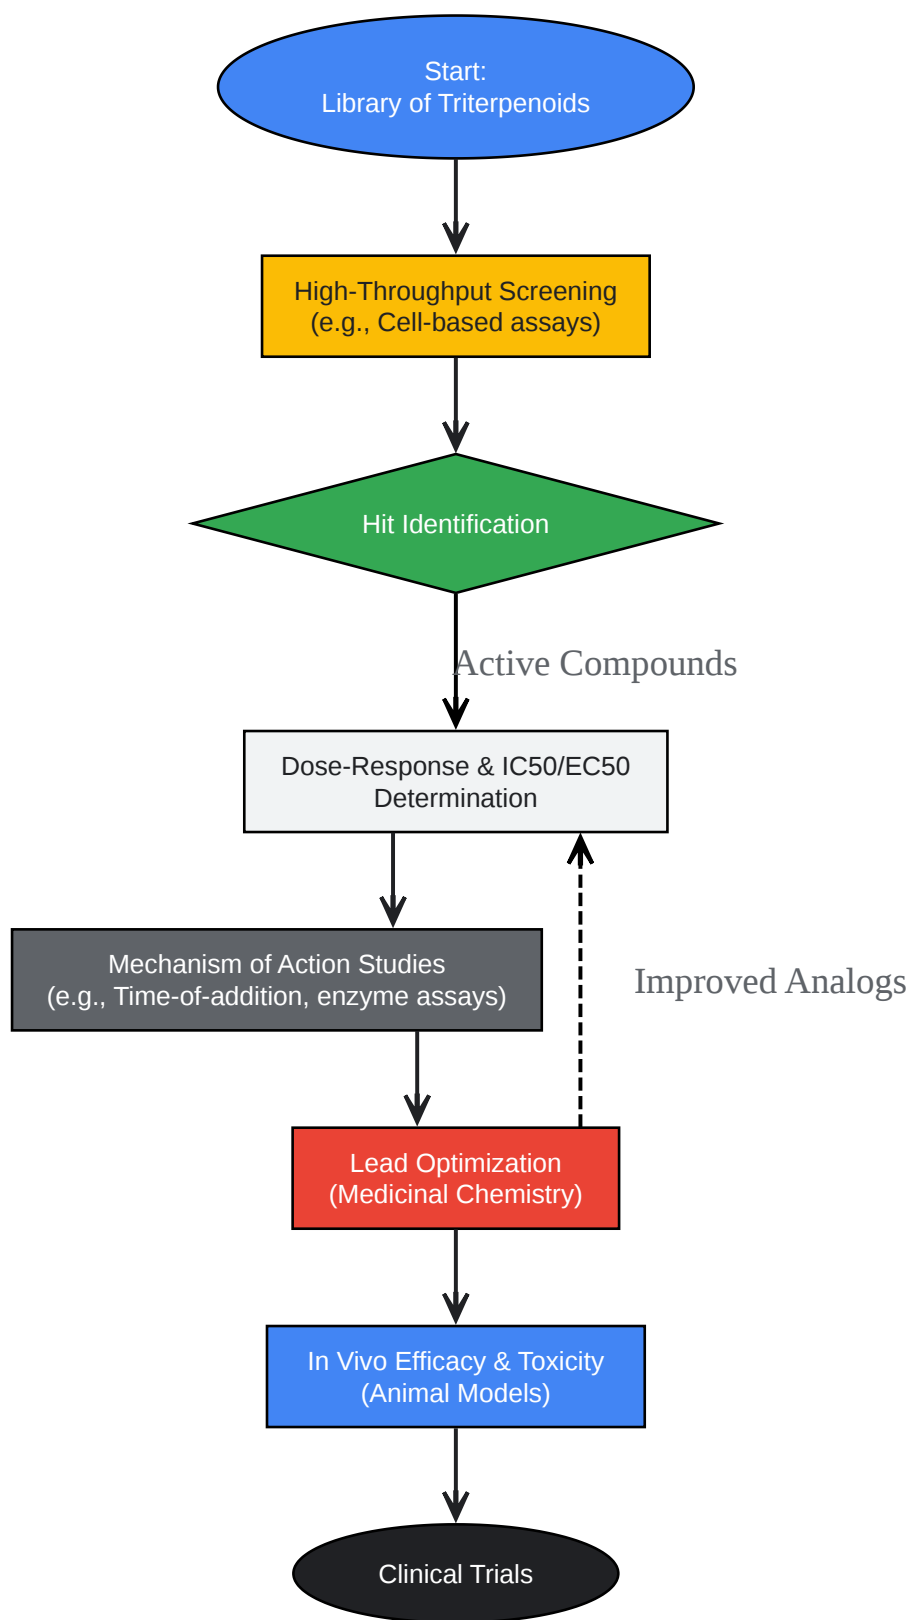 Start:
Library of Triterpenoids
High-Throughput Screening
(e.g., Cell-based assays)
Hit Identification
Active Compounds
Dose-Response & IC50/EC50
Determination
Mechanism of Action Studies
(e.g., Time-of-addition, enzyme assays)
Improved Analogs
Lead Optimization
(Medicinal Chemistry)
In Vivo Efficacy & Toxicity
(Animal Models)
Clinical Trials